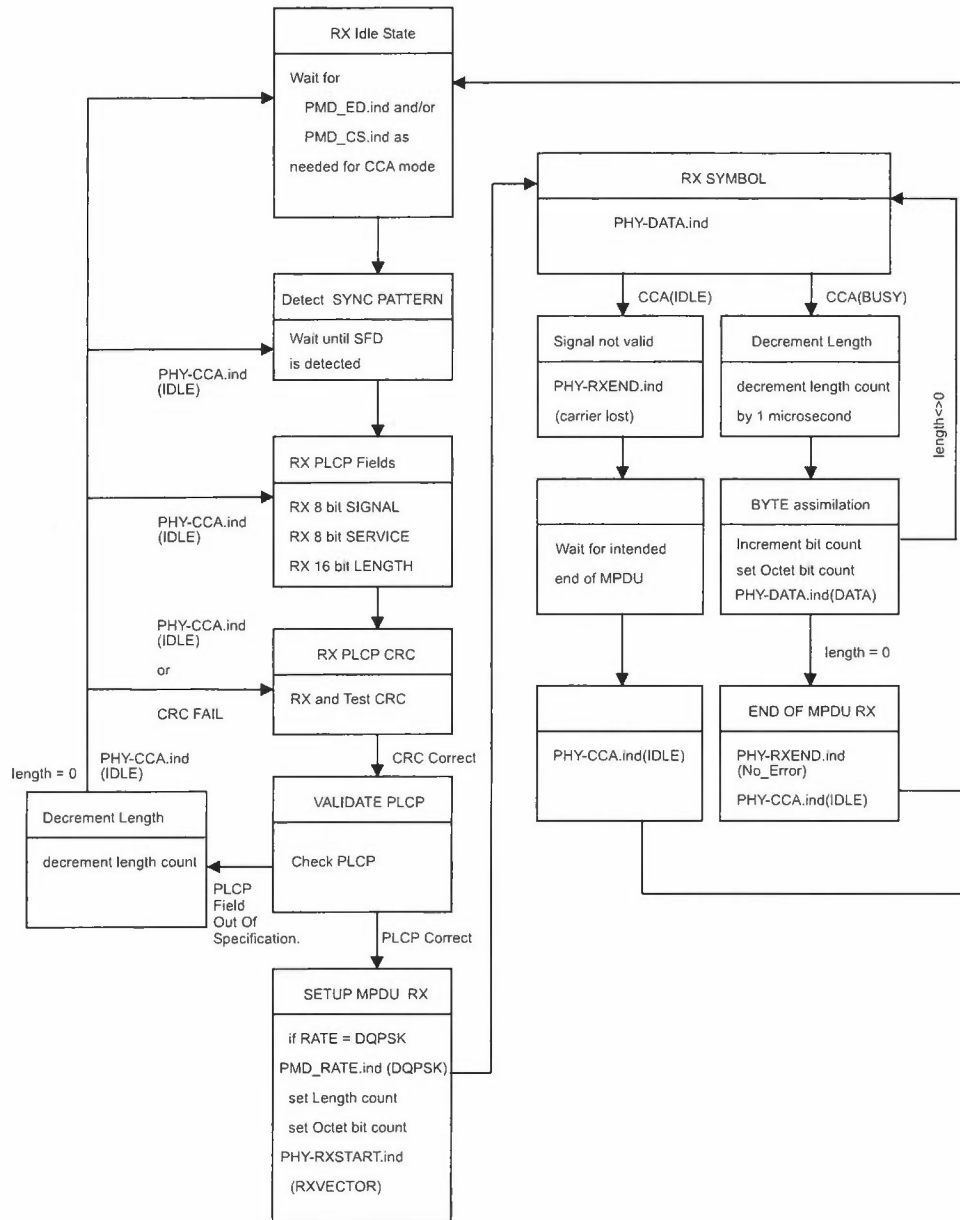 RX Idle State
Wait for
PMD_ED.ind and/or
PMD_CS.ind as
needed for CCA mode
Detect SYNC PATTERN
Wait until SFD
is detected
PHY-CCA.ind
(IDLE)
RX PLCP Fields
RX 8 bit SIGNAL
RX 8 bit SERVICE
RX 16 bit LENGTH
PHY-CCA.ind
(IDLE)
PHY-CCA.ind
(IDLE)
or
CRC FAIL
RX PLCP CRC
RX and Test CRC
CRC Correct
length = 0
PHY-CCA.ind
(IDLE)
Decrement Length
decrement length count
VALIDATE PLCP
Check PLCP
PLCP
Field
Out Of
Specification.
PLCP Correct
SETUP MPDU RX
if RATE = DQPSK
PMD_RATE.ind (DQPSK)
set Length count
set Octet bit count
PHY-RXSTART.ind
(RXVECTOR)
RX SYMBOL
PHY-DATA.ind
CCA(IDLE)
CCA(BUSY)
Signal not valid
PHY-RXEND.ind
(carrier lost)
Decrement Length
decrement length count
by 1 microsecond
length<>0
Wait for intended
end of MPDU
BYTE assimilation
Increment bit count
set Octet bit count
PHY-DATA.ind(DATA)
length = 0
PHY-CCA.ind(IDLE)
END OF MPDU RX
PHY-RXEND.ind
(No_Error)
PHY-CCA.ind(IDLE)